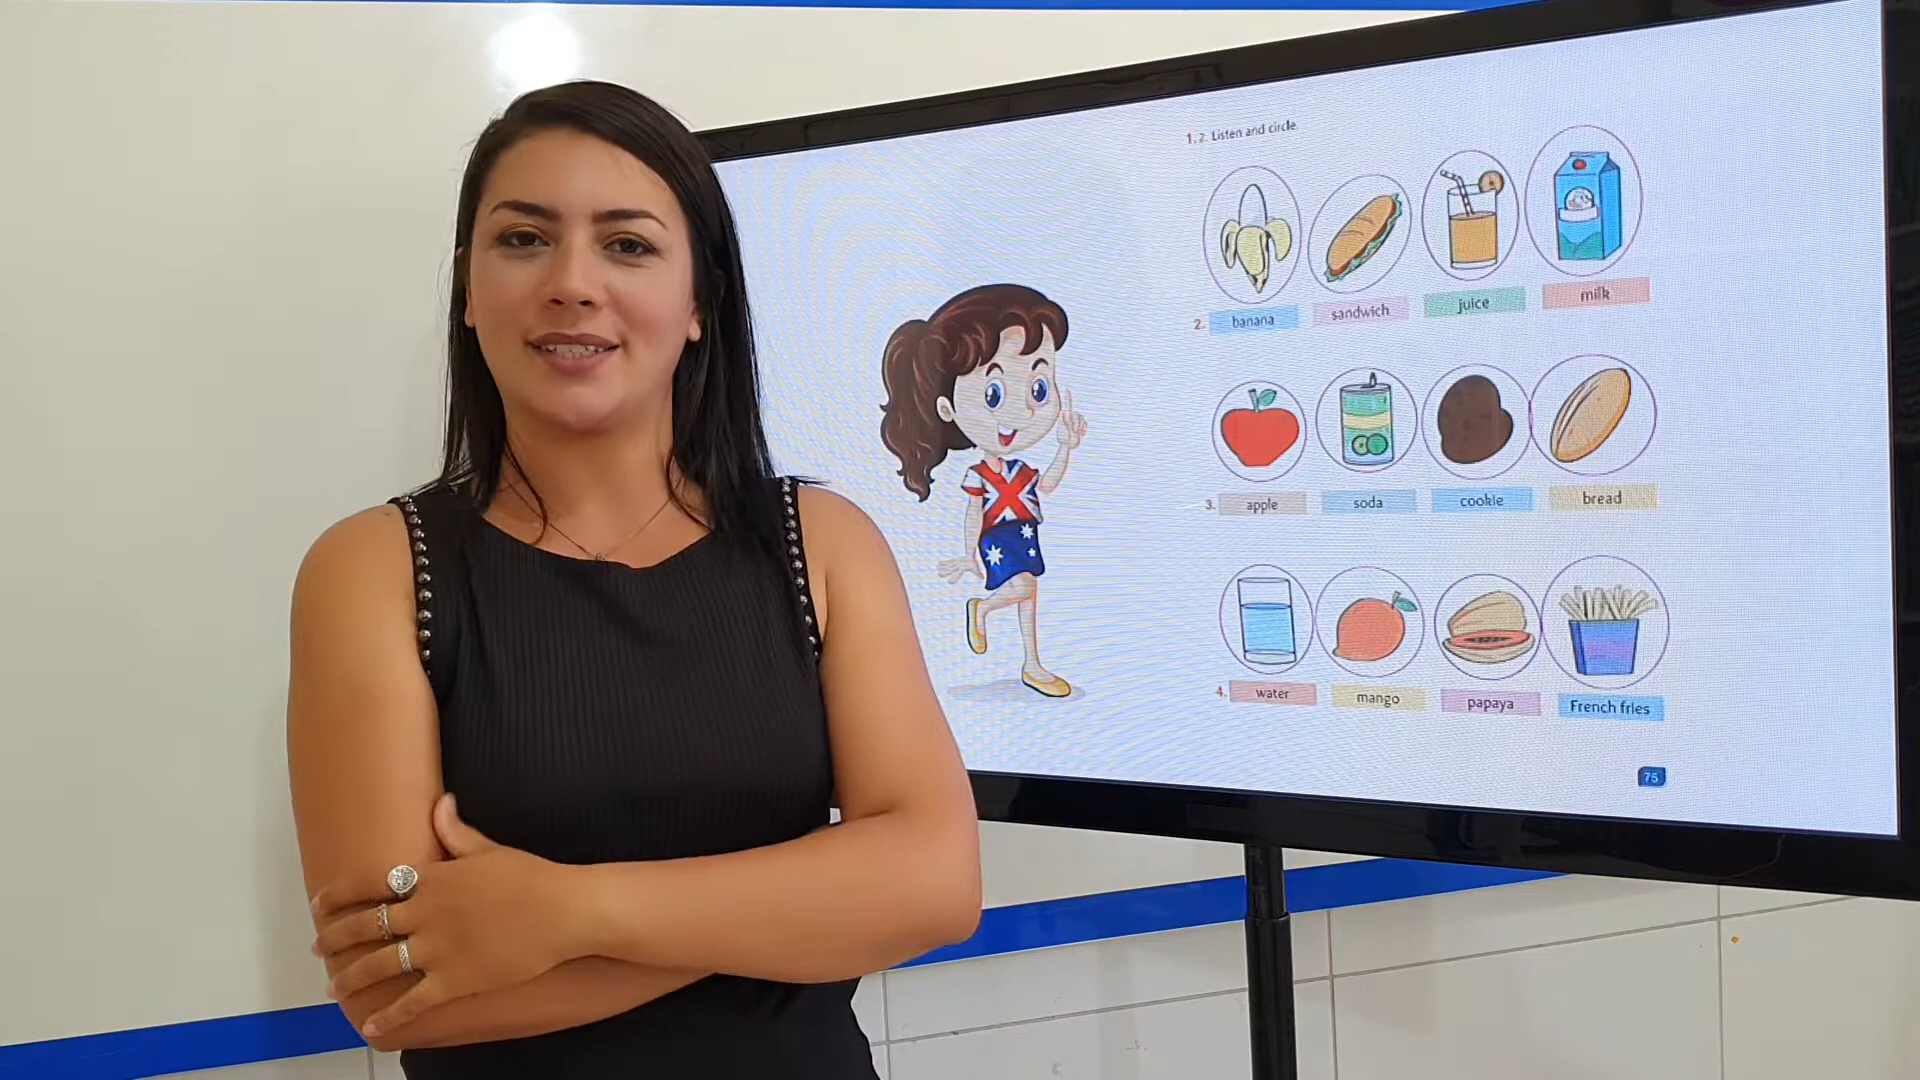 1.2. Listen and circle.
banana sandwich juice milk
2.
apple soda cookie bread
3.
water mango papaya French fries
4.
75